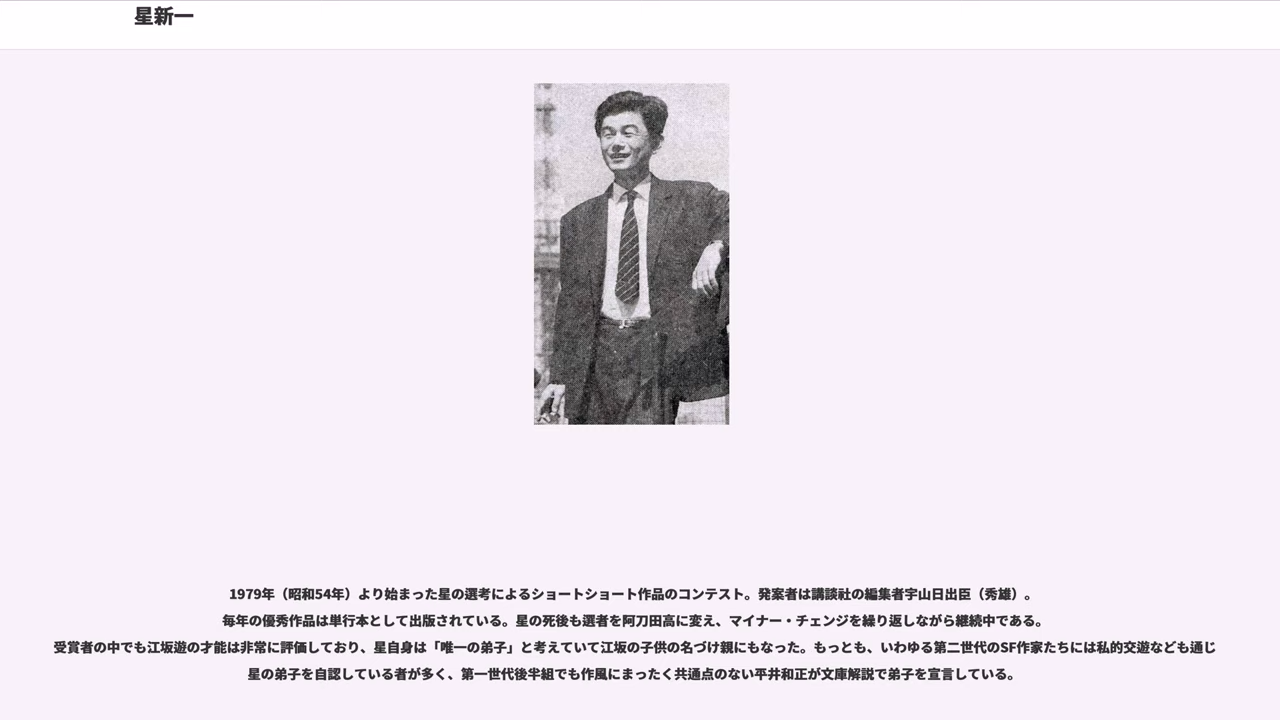 星新一
1979年（昭和54年）より始まった星の選考によるショートショート作品のコンテスト。発案者は講談社の編集者宇山日出臣（秀雄）。
毎年の優秀作品は単行本として出版されている。星の死後も選者を阿刀田高に変え、マイナー・チェンジを繰り返しながら継続中である。
受賞者の中でも江坂遊の才能は非常に評価しており、星自身は「唯一の弟子」と考えていて江坂の子供の名づけ親にもなった。もっとも、いわゆる第二世代のSF作家たちには私的交遊なども通じ
星の弟子を自認している者が多く、第一世代後半組でも作風にまったく共通点のない平井和正が文庫解説で弟子を宣言している。